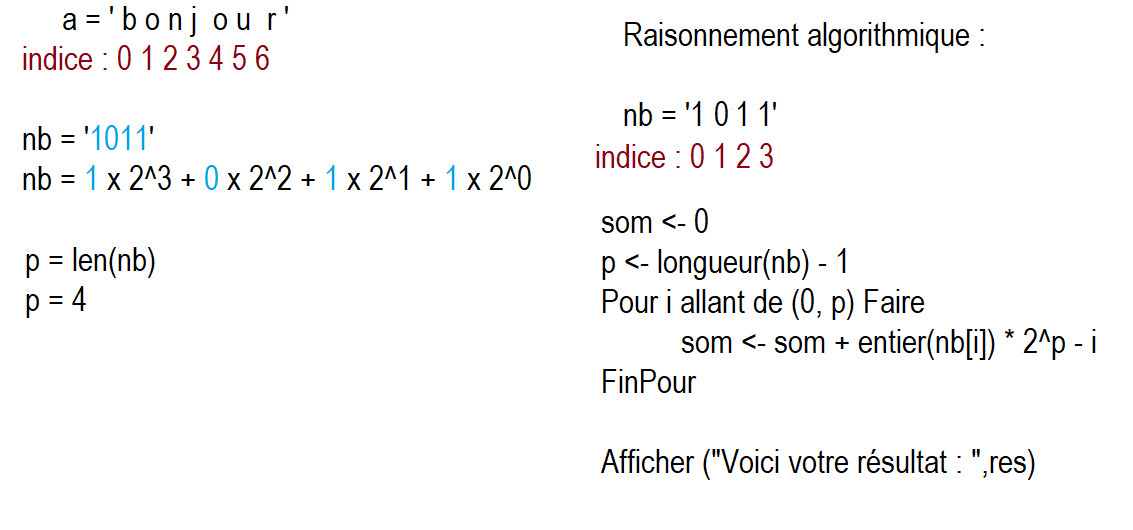 a = ' b o n j o u r '
indice : 0 1 2 3 4 5 6
nb = '1011'
nb = 1 x 2^3 + 0 x 2^2 + 1 x 2^1 + 1 x 2^0
p = len(nb)
p = 4
Raisonnement algorithmique :
nb = '1 0 1 1'
indice : 0 1 2 3
som <- 0
p <- longueur(nb) - 1
Pour i allant de (0, p) Faire
som <- som + entier(nb[i]) * 2^p - i
FinPour
Afficher ("Voici votre résultat : ",res)